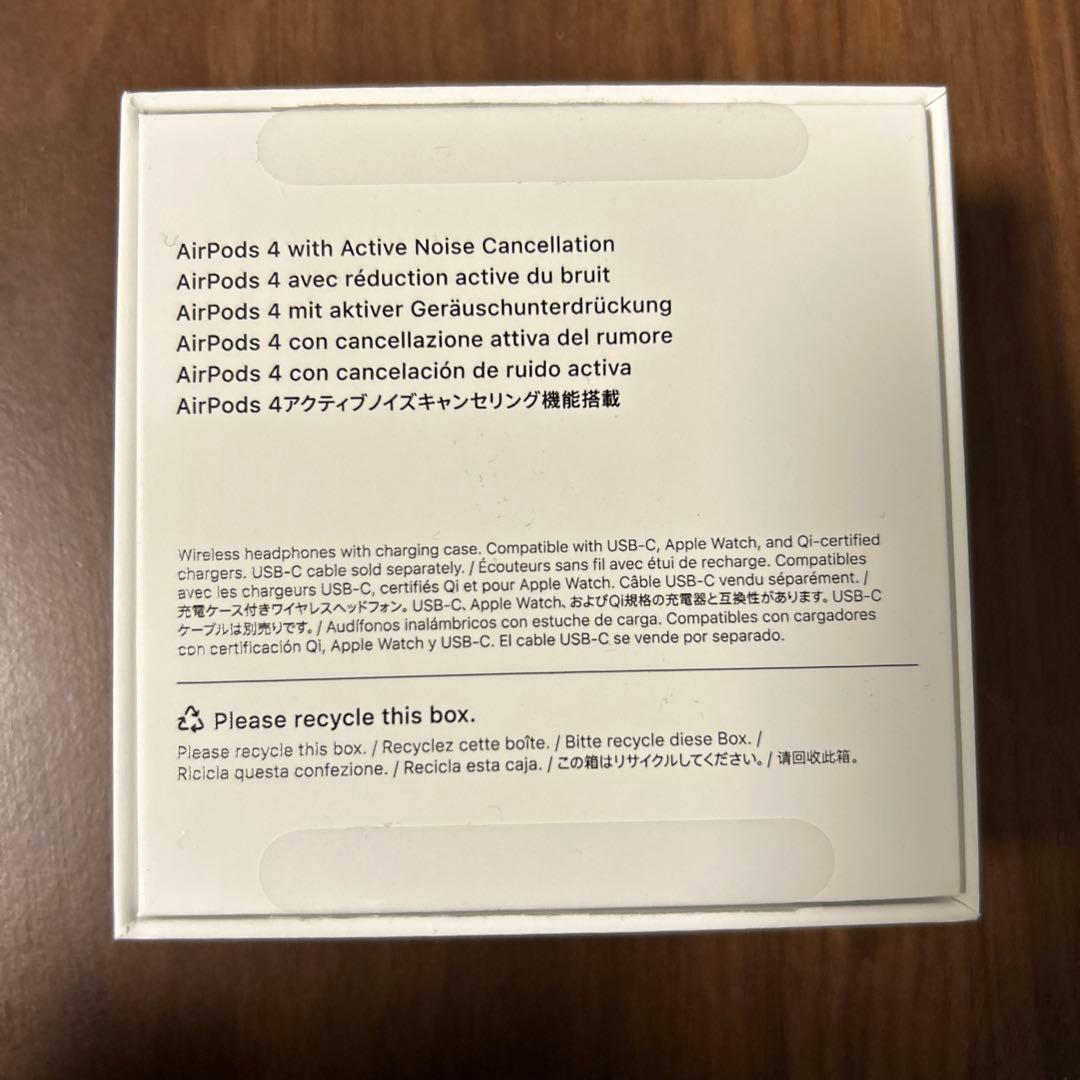 AirPods 4 with Active Noise Cancellation
AirPods 4 avec réduction active du bruit
AirPods 4 mit aktiver Geräuschunterdrückung
AirPods 4 con cancellazione attiva del rumore
AirPods 4 con cancelación de ruido activa
AirPods 4アクティブノイズキャンセリング機能搭載
Wireless headphones with charging case. Compatible with USB-C, Apple Watch, and Qi-certified
chargers. USB-C cable sold separately. / Écouteurs sans fil avec étui de recharge. Compatibles
avec les chargeurs USB-C, certifiés Qi et pour Apple Watch. Câble USB-C vendu séparément. /
充電ケース付きワイヤレスヘッドフォン。USB-C、Apple Watch、およびQi規格の充電器と互換性があります。USB-C
ケーブルは別売りです。/ Audífonos inalámbricos con estuche de carga. Compatibles con cargadores
con certificación Qi, Apple Watch y USB-C. El cable USB-C se vende por separado.
Please recycle this box.
Please recycle this box. / Recyclez cette boîte. / Bitte recycle diese Box. /
Ricicla questa confezione. / Recicla esta caja. / この箱はリサイクルしてください。/ 请回收此箱。